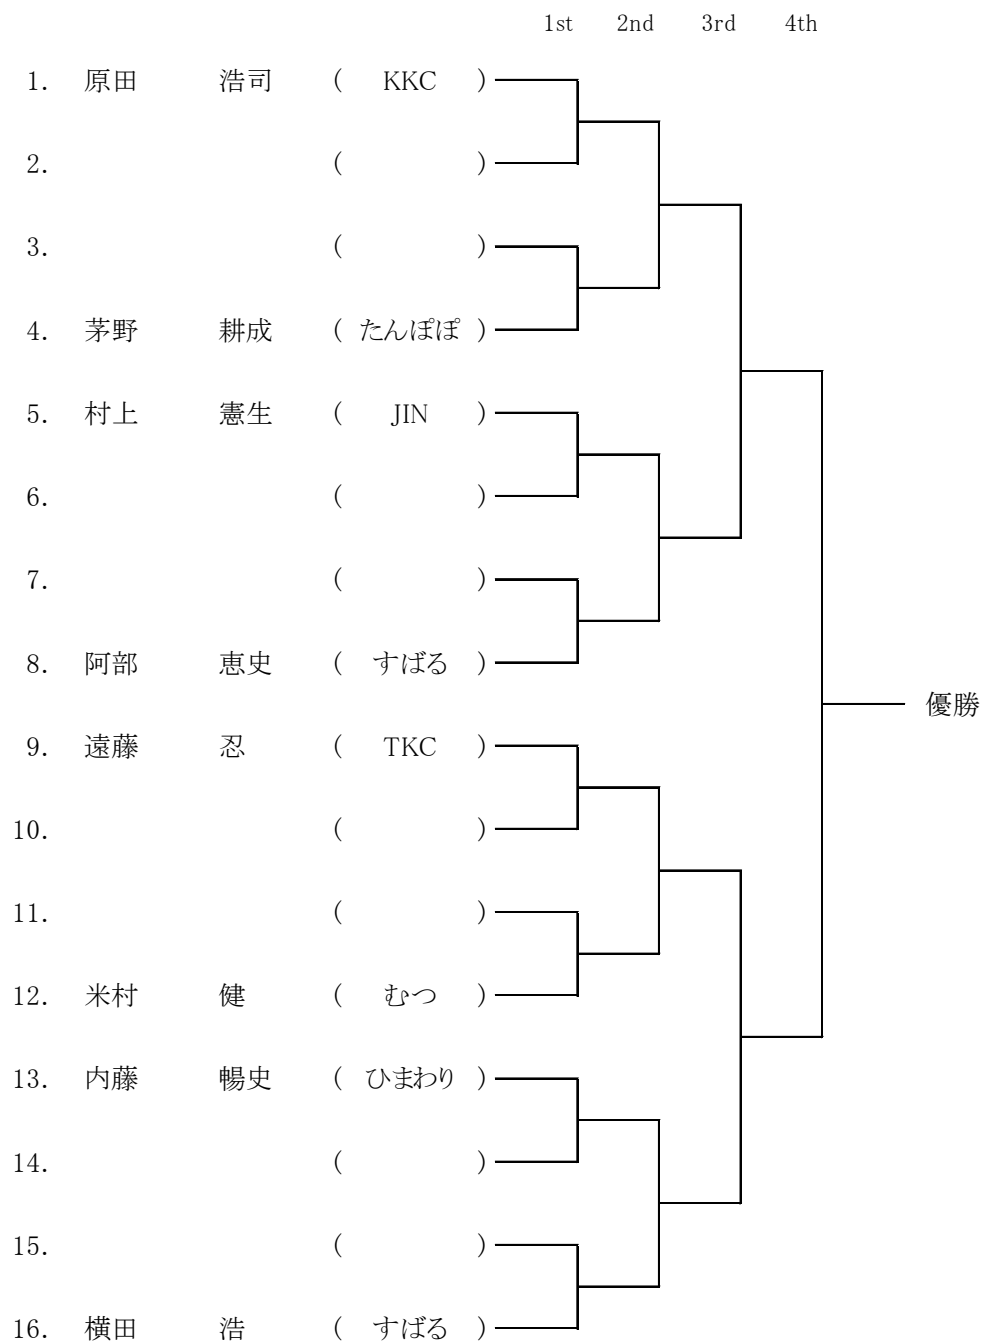 1st 2nd 3rd 4th
1. 原田 浩司 ( KKC )
2. ( )
3. ( )
4. 茅野 耕成 ( たんぽぽ )
5. 村上 憲生 ( JIN )
6. ( )
7. ( )
8. 阿部 恵史 ( すばる )
優勝
9. 遠藤 忍 ( TKC )
10. ( )
11. ( )
12. 米村 健 ( むつ )
13. 内藤 暢史 ( ひまわり )
14. ( )
15. ( )
16. 横田 浩 ( すばる )